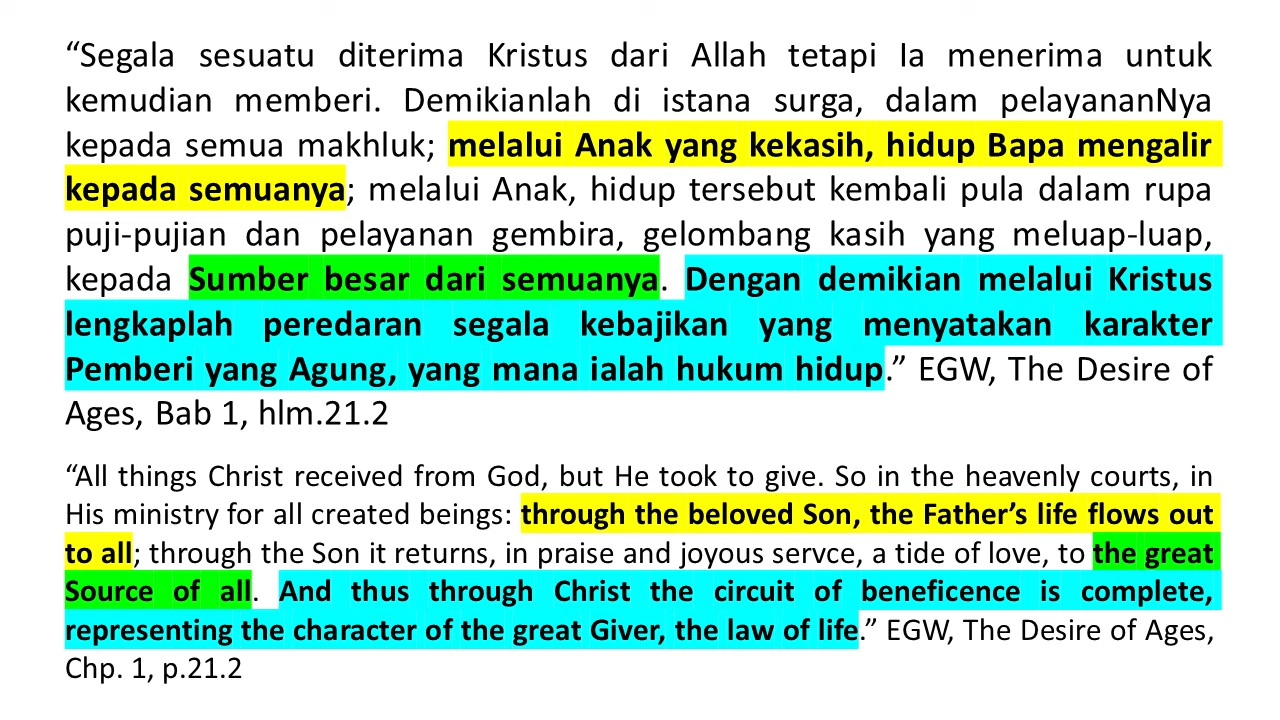 “Segala sesuatu diterima Kristus dari Allah tetapi Ia menerima untuk
kemudian memberi. Demikianlah di istana surga, dalam pelayananNya
kepada semua makhluk; melalui Anak yang kekasih, hidup Bapa mengalir
kepada semuanya; melalui Anak, hidup tersebut kembali pula dalam rupa
puji-pujian dan pelayanan gembira, gelombang kasih yang meluap-luap,
kepada Sumber besar dari semuanya. Dengan demikian melalui Kristus
lengkaplah peredaran segala kebajikan yang menyatakan karakter
Pemberi yang Agung, yang mana ialah hukum hidup.” EGW, The Desire of
Ages, Bab 1, hlm.21.2
“All things Christ received from God, but He took to give. So in the heavenly courts, in
His ministry for all created beings: through the beloved Son, the Father’s life flows out
to all; through the Son it returns, in praise and joyous servce, a tide of love, to the great
Source of all. And thus through Christ the circuit of beneficence is complete,
representing the character of the great Giver, the law of life.” EGW, The Desire of Ages,
Chp. 1, p.21.2